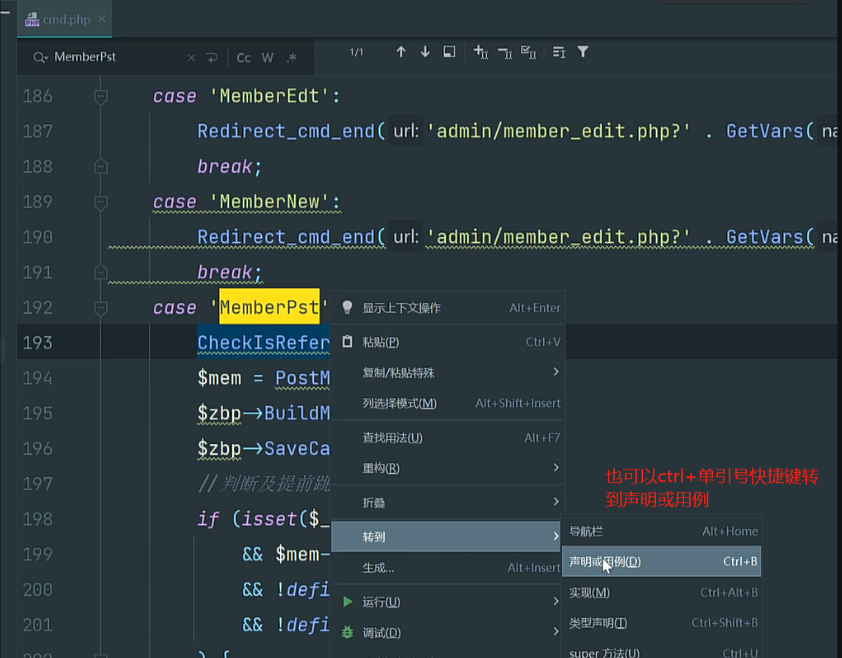 cmd.php
MemberPst
Cc W .*
1/1
186 case 'MemberEdt':
187 Redirect_cmd_end( url: 'admin/member_edit.php?' . GetVars( na
188 break;
189 case 'MemberNew':
190 Redirect_cmd_end( url: 'admin/member_edit.php?' . GetVars( na
191 break;
192 case 'MemberPst'
193 CheckIsRefer
194 $mem = PostM
195 $zbp->BuildM
196 $zbp->SaveCa
197 //判断及提前跳
198 if (isset($_
199 && $mem-
200 && !defi
201 && !defi
) {
显示上下文操作 Alt+Enter
粘贴(P) Ctrl+V
复制/粘贴特殊
列选择模式(M) Alt+Shift+Insert
查找用法(U) Alt+F7
重构(R)
折叠
转到
生成... Alt+Insert
运行(U)
调试(D)
也可以ctrl+单引号快捷键转
到声明或用例
导航栏 Alt+Home
声明或用例(D) Ctrl+B
实现(M) Ctrl+Alt+B
类型声明(T) Ctrl+Shift+B
super 方法(U) Ctrl+U